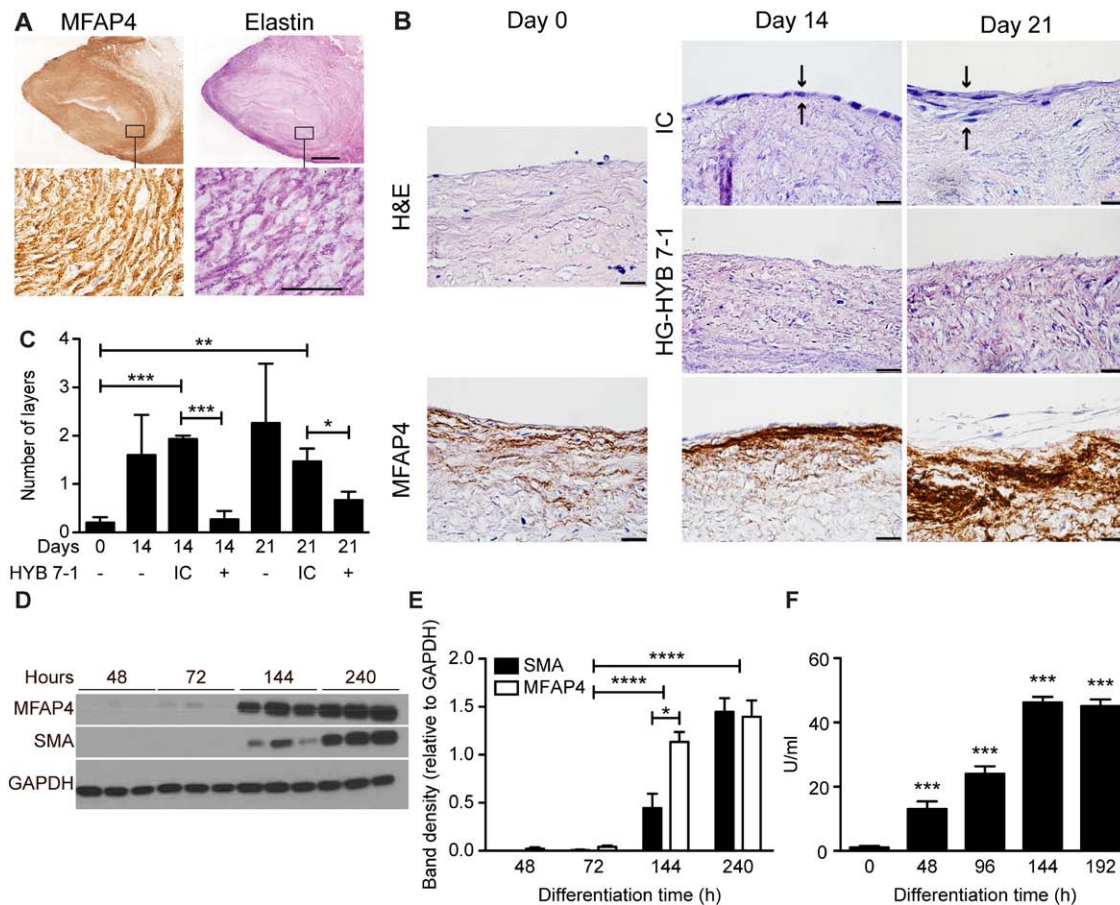 A
MFAP4 Elastin
B
Day 0 Day 14 Day 21
H&E
IC
HG-HYB 7-1
MFAP4
C
Number of layers
4
3
2
1
0
** 
***
***
*
Days 0 14 14 14 21 21 21
HYB 7-1 - - IC + - IC +
D
Hours 48 72 144 240
MFAP4
SMA
GAPDH
E
Band density (relative to GAPDH)
2.0
1.5
1.0
0.5
0.0
SMA
MFAP4
****
****
*
48 72 144 240
Differentiation time (h)
F
U/ml
60
40
20
0
***
***
***
***
0 48 96 144 192
Differentiation time (h)